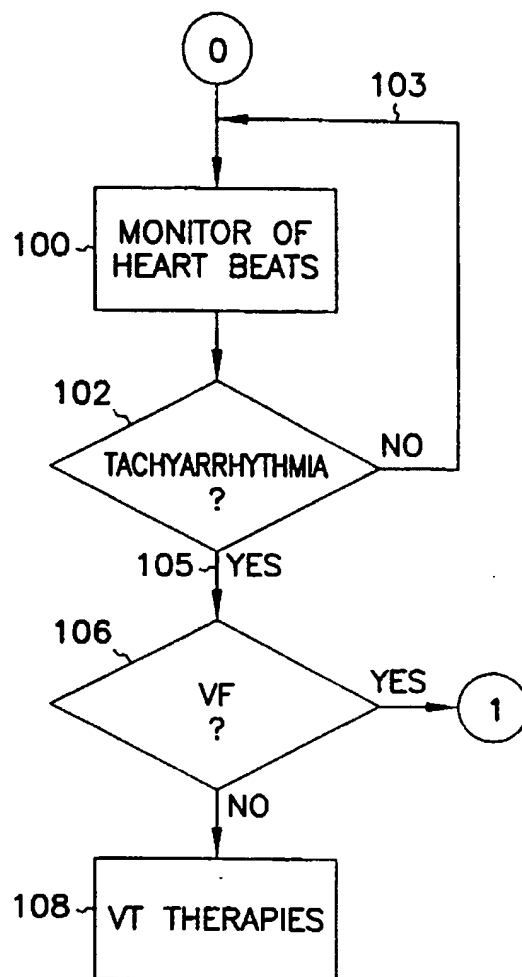 0
103
100
MONITOR OF
HEART BEATS
102
TACHYARRHYTHMIA
?
NO
105
YES
106
VF
?
YES
1
NO
108
VT THERAPIES